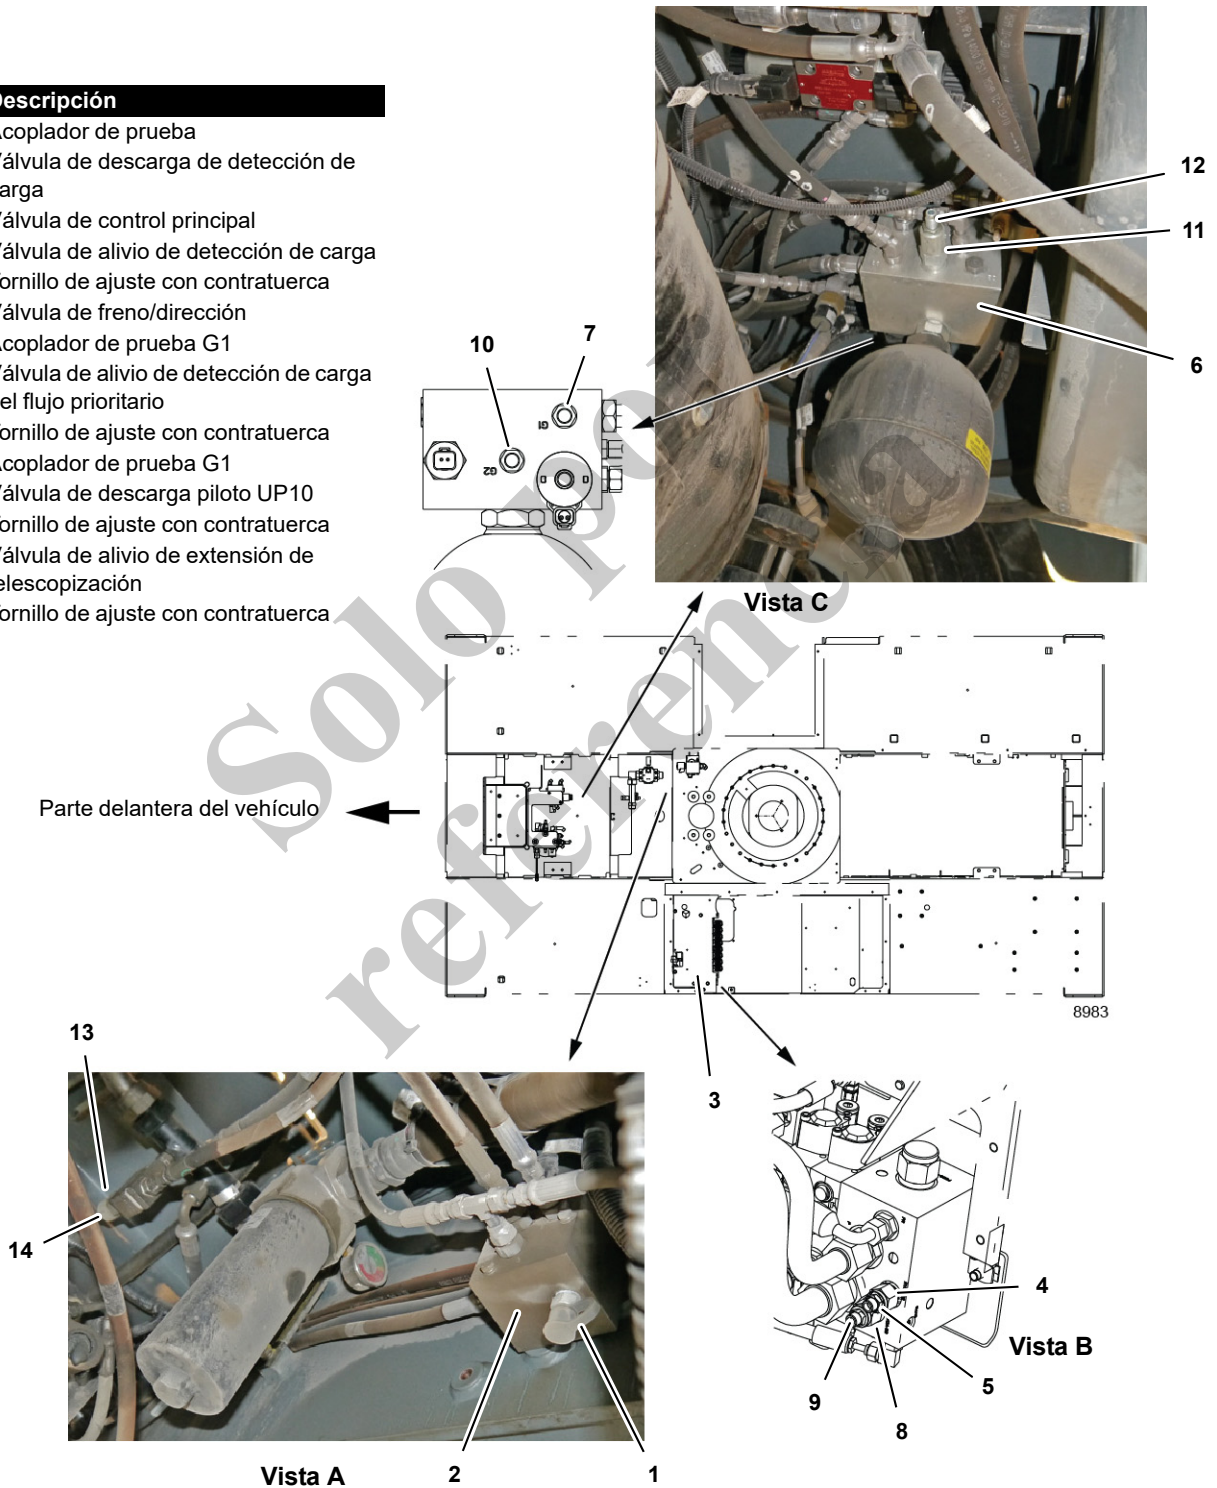 Descripción
Acoplador de prueba
Válvula de descarga de detección de
carga
Válvula de control principal
Válvula de alivio de detección de carga
Tornillo de ajuste con contratuerca
Válvula de freno/dirección
Acoplador de prueba G1
Válvula de alivio de detección de carga
del flujo prioritario
Tornillo de ajuste con contratuerca
Acoplador de prueba G1
Válvula de descarga piloto UP10
Tornillo de ajuste con contratuerca
Válvula de alivio de extensión de
telescopización
Tornillo de ajuste con contratuerca
12
11
6
10
7
G1
G2
Vista C
Solo por
referencia
Parte delantera del vehículo
8983
13
14
3
4
5
9
8
Vista B
Vista A
2
1